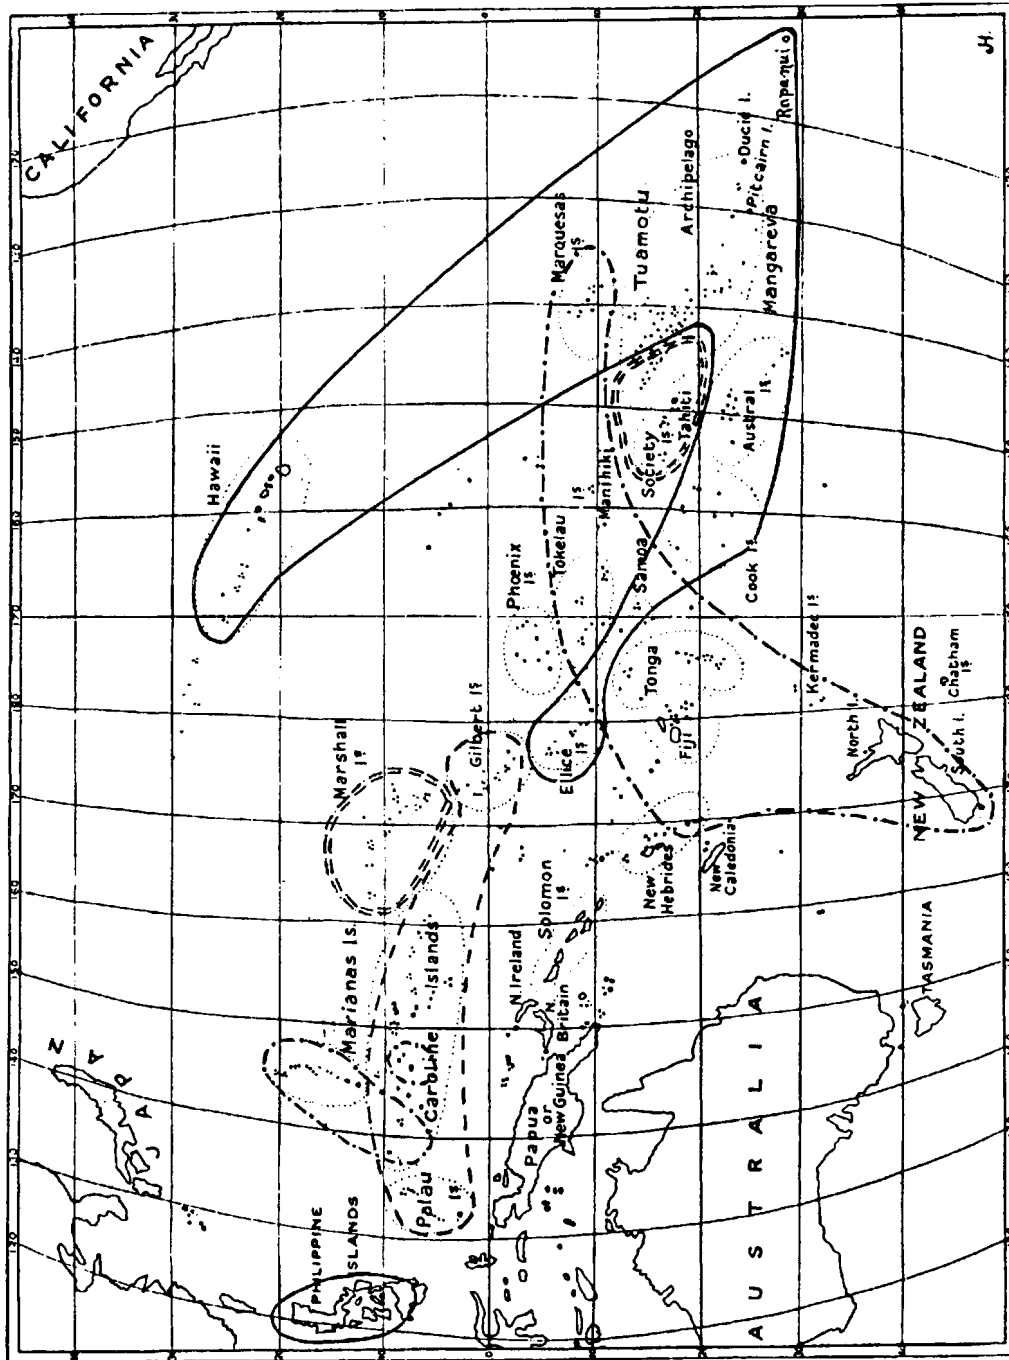 CALIFORNIA
JAPAN
PHILIPPINE
ISLANDS
Marianas Is.
Marshall
Is
Hawaii
Palau
Is
Caroline Islands
Gilbert Is
Phœnix
Is
Marquesas
Is
Papua
or
New Guinea
N. Ireland
N. Britain
Solomon
Is
Ellice
Is
Tokelau Is
Manihiki
Society
Is
Tahiti
Tuamotu
Archipelago
Samoa
Tonga
Fiji
New
Hebrides
New
Caledonia
Cook Is
Austral
Is
Mangareva
Pitcairn I.
Ducie I.
Rapanui
Kermadec Is
AUSTRALIA
TASMANIA
NEW ZEALAND
North I.
South I.
Chatham
Is
H.